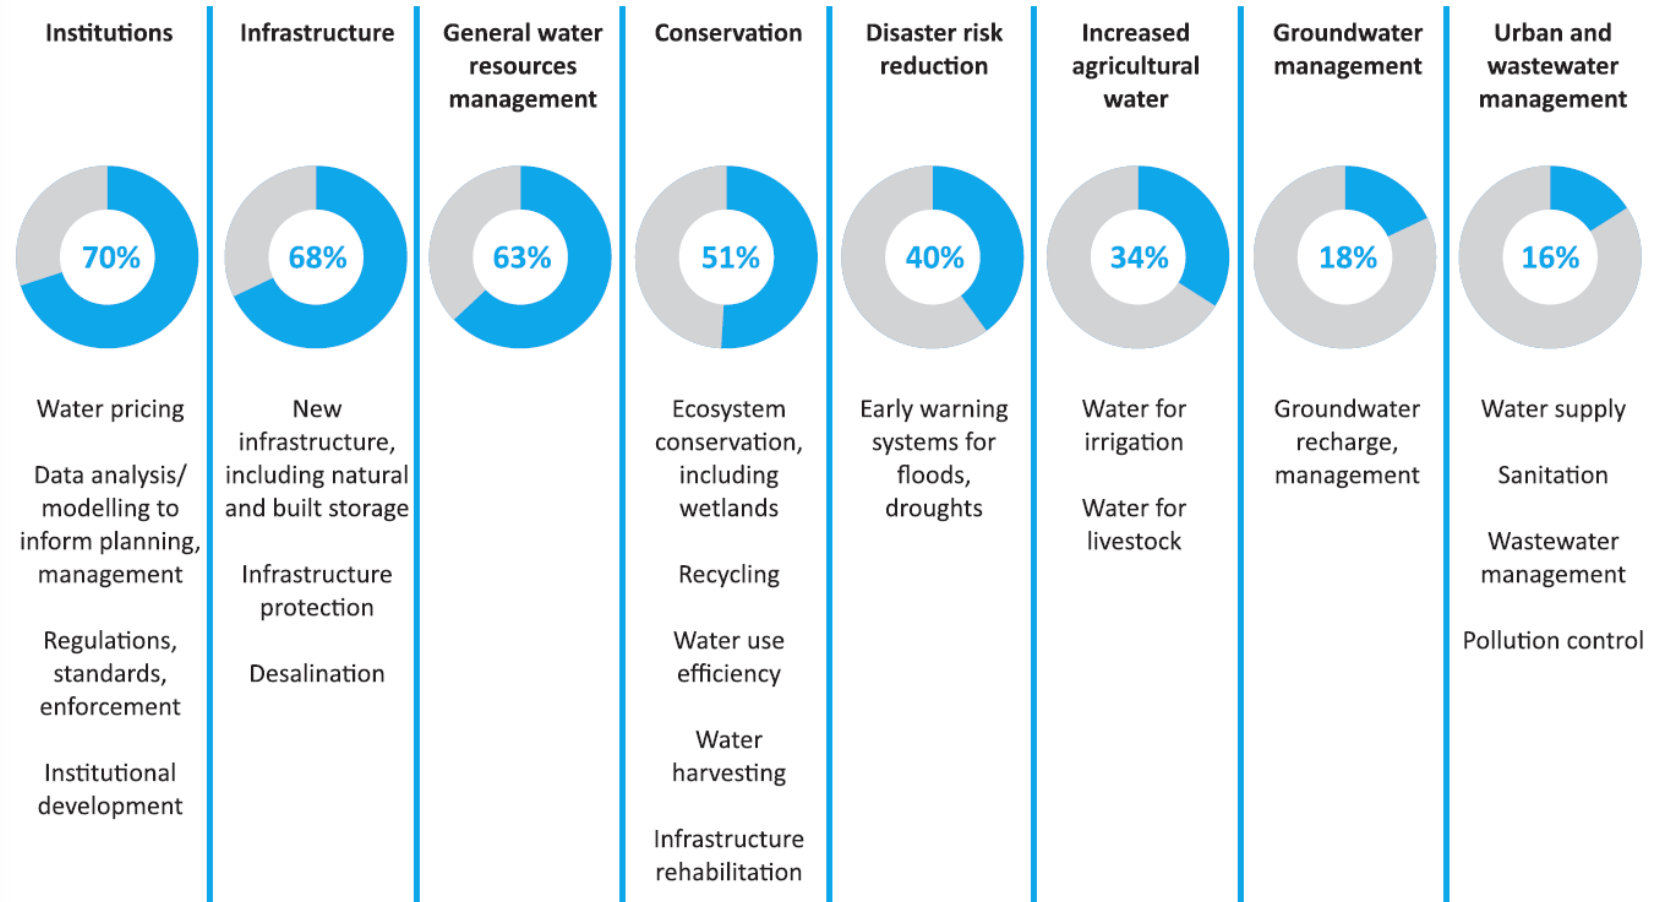 Institutions
70%
Water pricing
Data analysis/
modelling to
inform planning,
management
Regulations,
standards,
enforcement
Institutional
development
Infrastructure
68%
New
infrastructure,
including natural
and built storage
Infrastructure
protection
Desalination
General water
resources
management
63%
Conservation
51%
Ecosystem
conservation,
including
wetlands
Recycling
Water use
efficiency
Water
harvesting
Infrastructure
rehabilitation
Disaster risk
reduction
40%
Early warning
systems for
floods,
droughts
Increased
agricultural
water
34%
Water for
irrigation
Water for
livestock
Groundwater
management
18%
Groundwater
recharge,
management
Urban and
wastewater
management
16%
Water supply
Sanitation
Wastewater
management
Pollution control